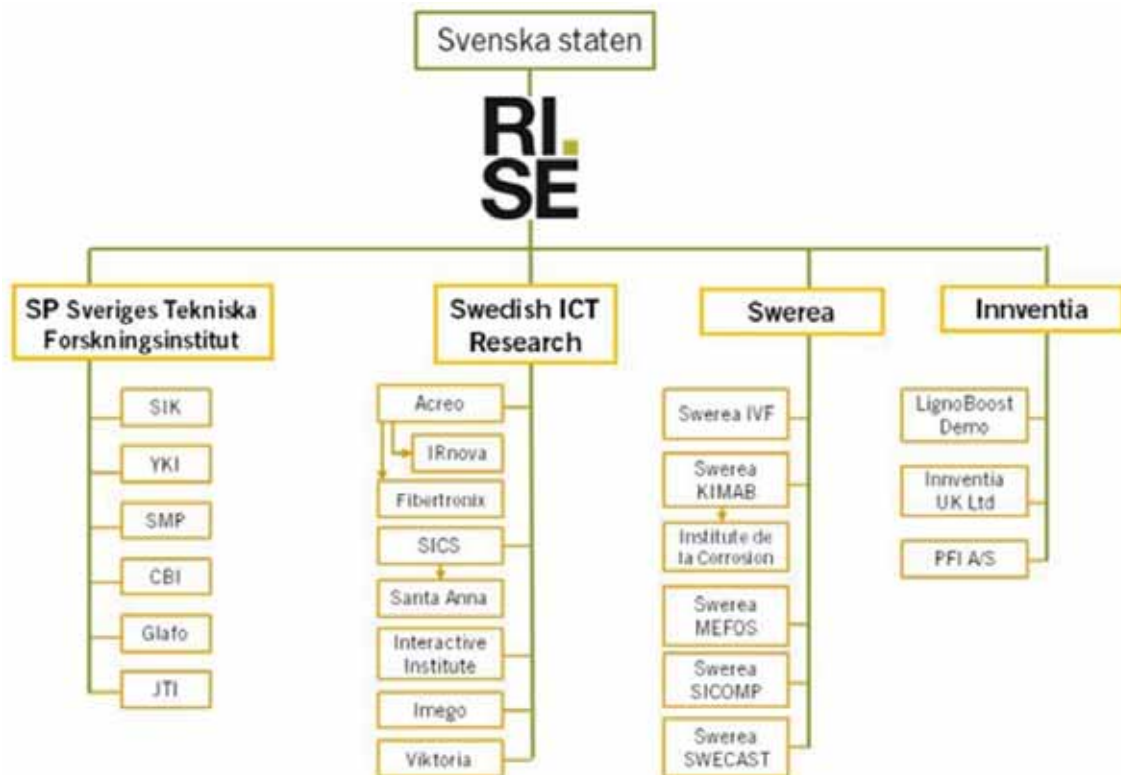 Svenska staten
RI.
SE
SP Sveriges Tekniska
Forskningsinstitut
SIK
YKI
SMP
CBI
Glafo
JTI
Swedish ICT
Research
Acreo
IRnova
Fibertronix
SICS
Santa Anna
Interactive
Institute
Imego
Viktoria
Swerea
Swerea IVF
Swerea
KIMAB
Institute de
la Corrosion
Swerea
MEFOS
Swerea
SICOMP
Swerea
SWECAST
Innventia
LignoBoost
Demo
Innventia
UK Ltd
PFI A/S